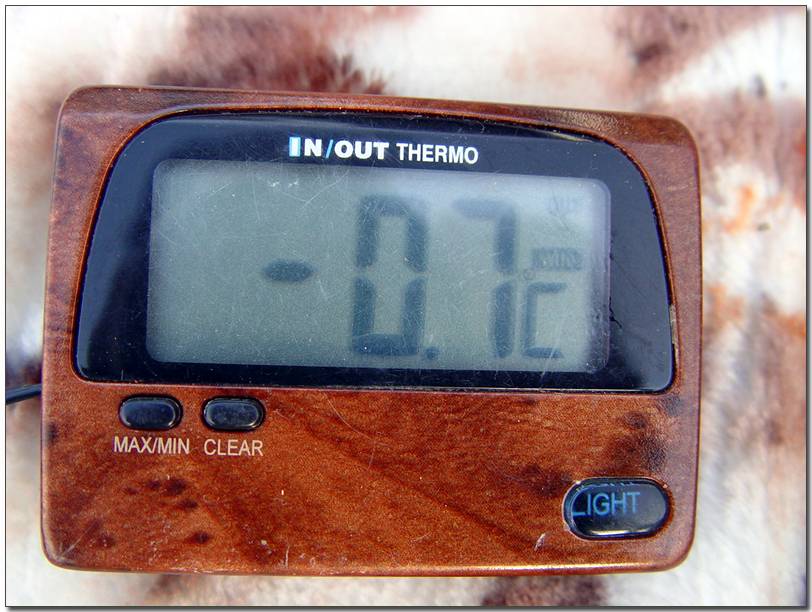 IN/OUT THERMO
-0.7°C
MAX/MIN CLEAR
LIGHT